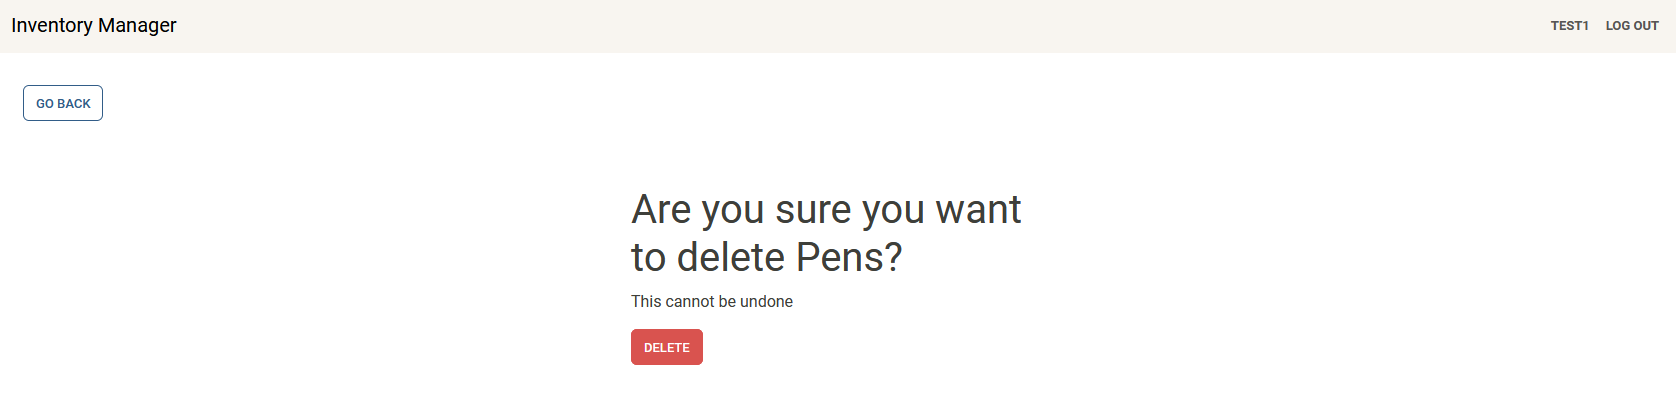 Inventory Manager
TEST1 LOG OUT
GO BACK
Are you sure you want
to delete Pens?
This cannot be undone
DELETE